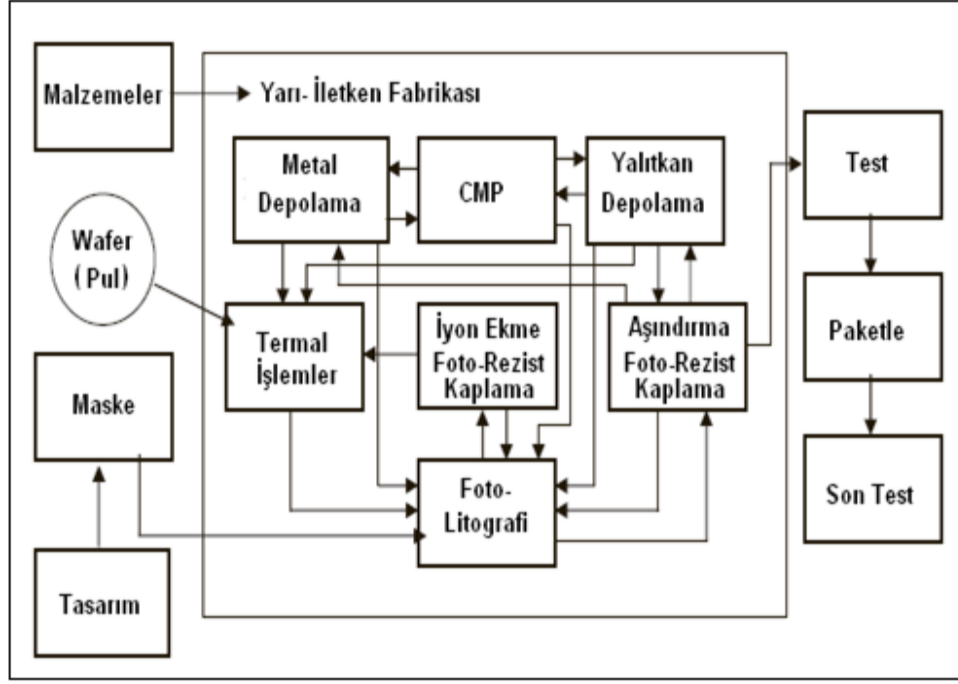 Malzemeler
Yarı- İletken Fabrikası
Metal
Depolama
CMP
Yalıtkan
Depolama
Test
Wafer
( Pul)
Termal
İşlemler
İyon Ekme
Foto-Rezist
Kaplama
Aşındırma
Foto-Rezist
Kaplama
Paketle
Maske
Foto-
Litografi
Son Test
Tasarım